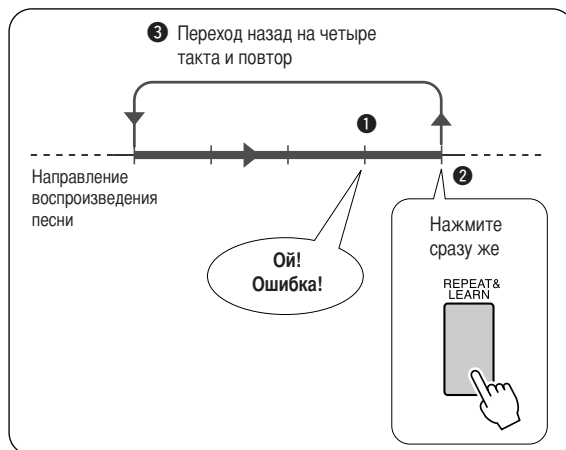 ❸ Переход назад на четыре
такта и повтор
❶
Направление
воспроизведения
песни
❷
Ой!
Ошибка!
Нажмите
сразу же
REPEAT&
LEARN